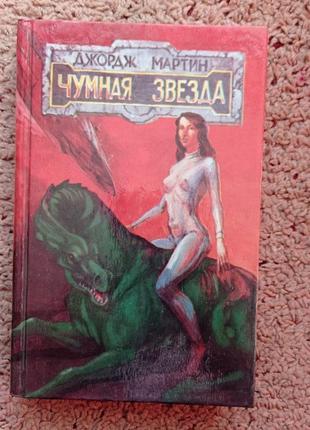 ДЖОРДЖ МАРТИН
ЧУМНАЯ ЗВЕЗДА